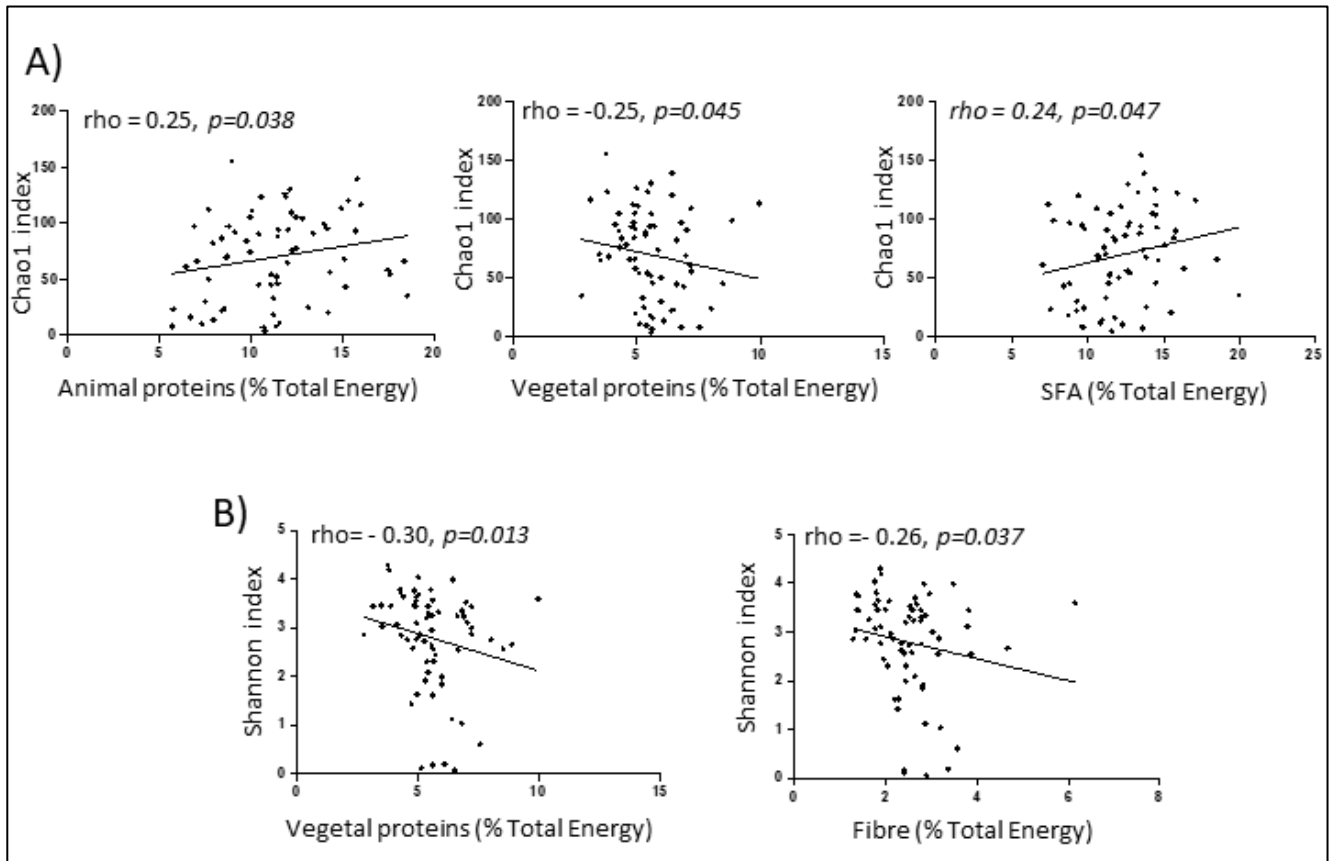 A)
rho = 0.25, p=0.038
rho = -0.25, p=0.045
rho = 0.24, p=0.047
200
150
100
50
0
Chao1 index
0 5 10 15 20
Animal proteins (% Total Energy)
200
150
100
50
0
Chao1 index
0 5 10 15
Vegetal proteins (% Total Energy)
200
150
100
50
0
Chao1 index
0 5 10 15 20 25
SFA (% Total Energy)
B)
rho= - 0.30, p=0.013
rho =- 0.26, p=0.037
5
4
3
2
1
0
Shannon index
0 5 10 15
Vegetal proteins (% Total Energy)
5
4
3
2
1
0
Shannon index
0 2 4 6 8
Fibre (% Total Energy)